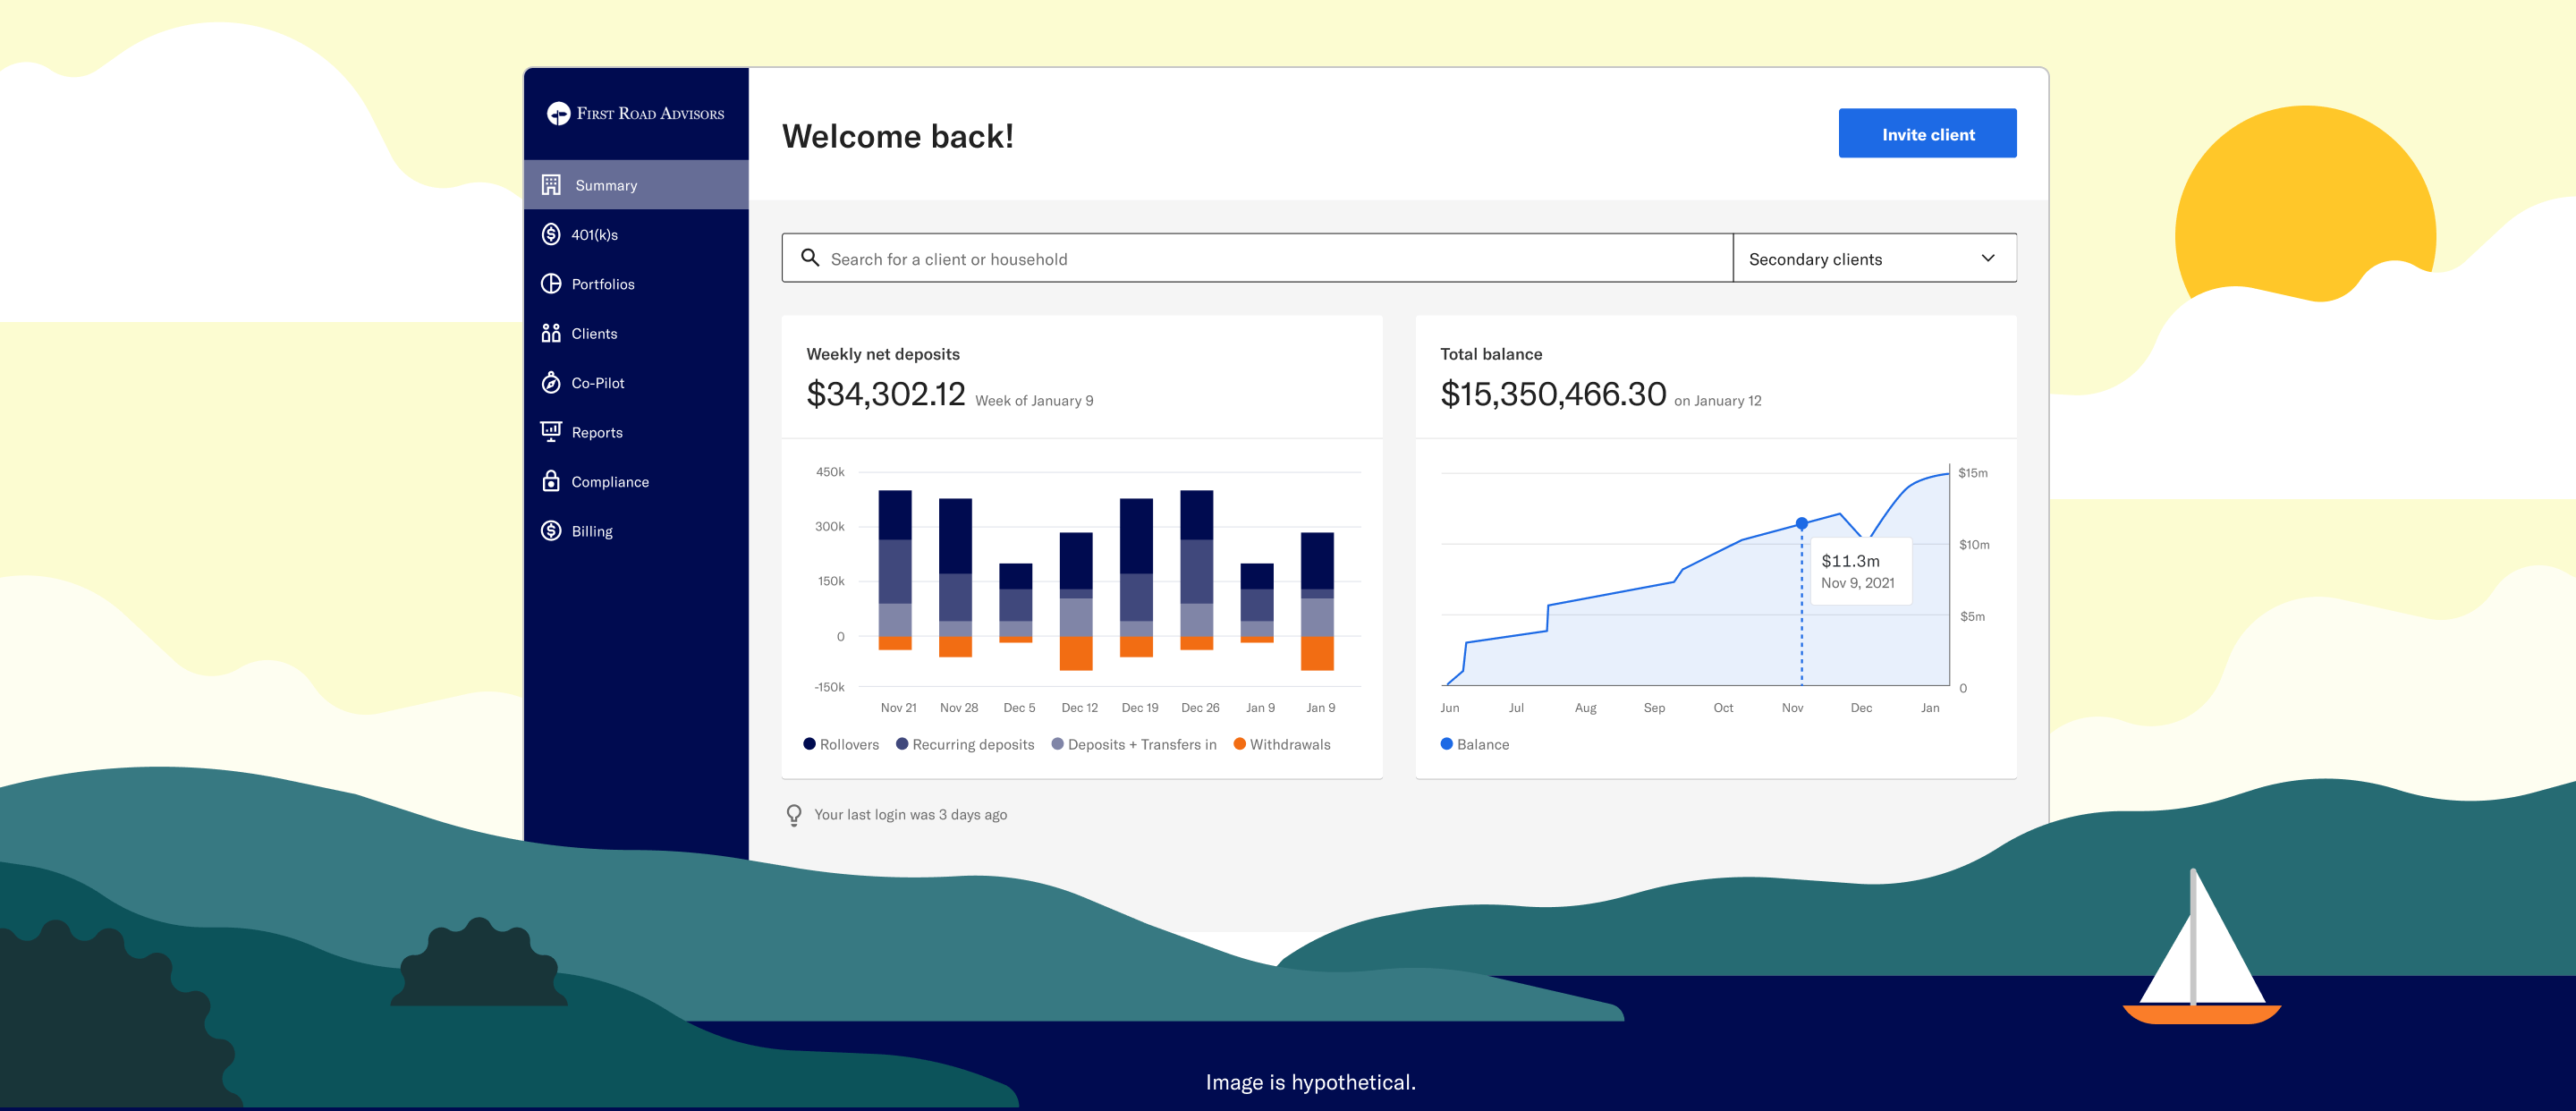 FIRST ROAD ADVISORS
Summary
401(k)s
Portfolios
Clients
Co-Pilot
Reports
Compliance
Billing
Welcome back!
Invite client
Search for a client or household
Secondary clients
Weekly net deposits
$34,302.12 Week of January 9
450k
300k
150k
0
-150k
Nov 21 Nov 28 Dec 5 Dec 12 Dec 19 Dec 26 Jan 9 Jan 9
Rollovers Recurring deposits Deposits + Transfers in Withdrawals
Total balance
$15,350,466.30 on January 12
$15m
$10m
$11.3m
Nov 9, 2021
$5m
0
Jun Jul Aug Sep Oct Nov Dec Jan
Balance
Your last login was 3 days ago
Image is hypothetical.